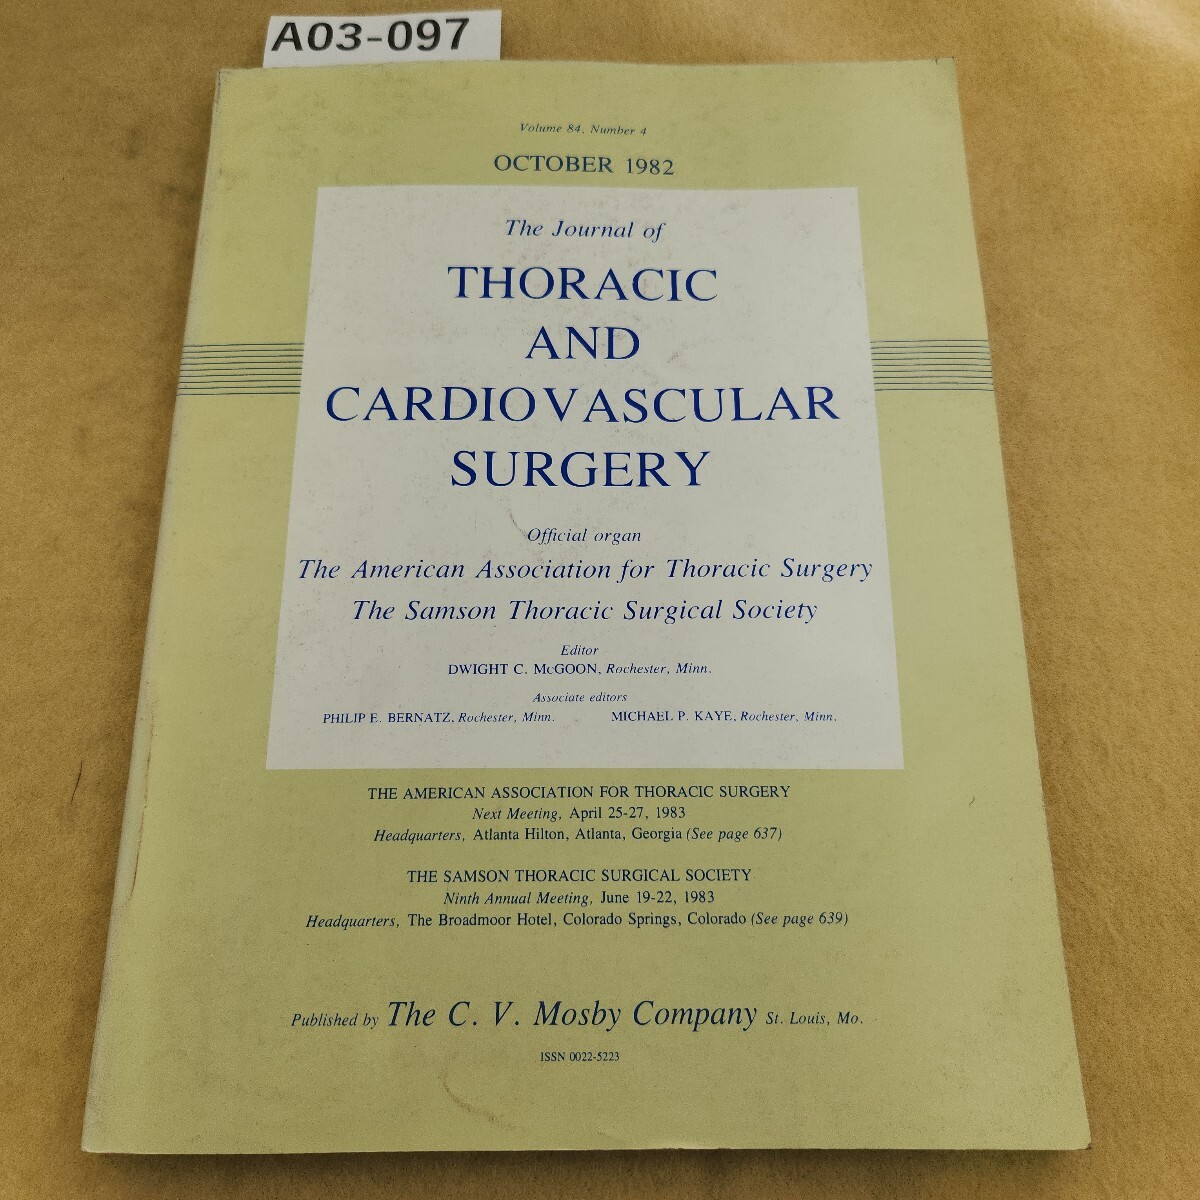 A03-097
Volume 84, Number 4
OCTOBER 1982
The Journal of
THORACIC
AND
CARDIOVASCULAR
SURGERY
Official organ
The American Association for Thoracic Surgery
The Samson Thoracic Surgical Society
Editor
DWIGHT C. McGOON, Rochester, Minn.
Associate editors
PHILIP E. BERNATZ, Rochester, Minn. MICHAEL P. KAYE, Rochester, Minn.
THE AMERICAN ASSOCIATION FOR THORACIC SURGERY
Next Meeting, April 25-27, 1983
Headquarters, Atlanta Hilton, Atlanta, Georgia (See page 637)
THE SAMSON THORACIC SURGICAL SOCIETY
Ninth Annual Meeting, June 19-22, 1983
Headquarters, The Broadmoor Hotel, Colorado Springs, Colorado (See page 639)
Published by The C. V. Mosby Company St. Louis, Mo.
ISSN 0022-5223